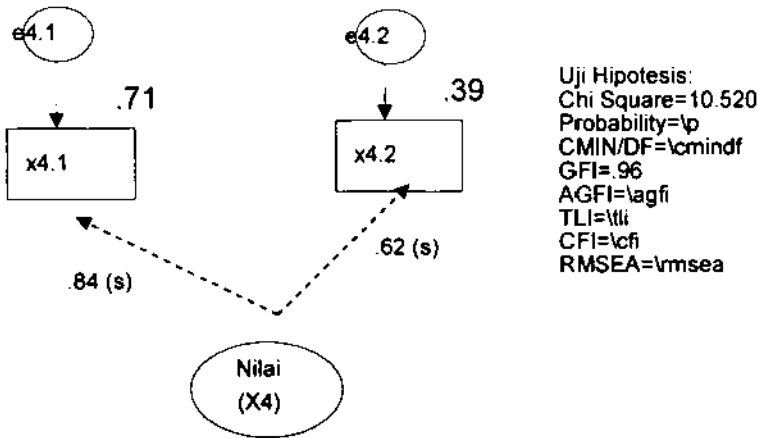 e4.1
e4.2
.71
.39
x4.1
x4.2
.84 (s)
.62 (s)
Nilai
(X4)
Uji Hipotesis:
Chi Square=10.520
Probability=\p
CMIN/DF=\cmindf
GFI=.96
AGFI=\agfi
TLI=\tli
CFI=\cfi
RMSEA=\rmsea